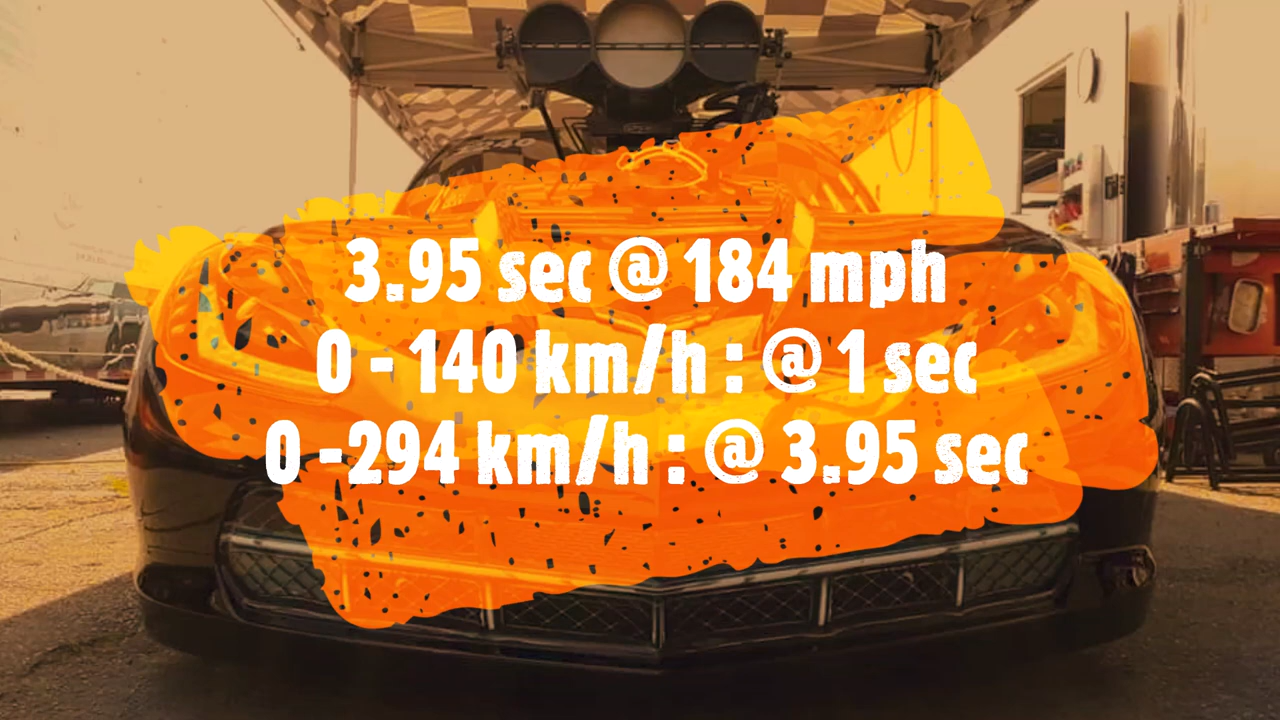 3.95 sec @ 184 mph
0 - 140 km/h : @ 1 sec
0 -294 km/h : @ 3.95 sec